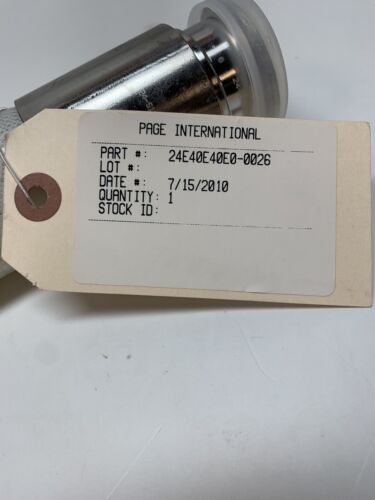 PAGE INTERNATIONAL
PART #: 24E40E40E0-0026
LOT #:
DATE #: 7/15/2010
QUANTITY: 1
STOCK ID: